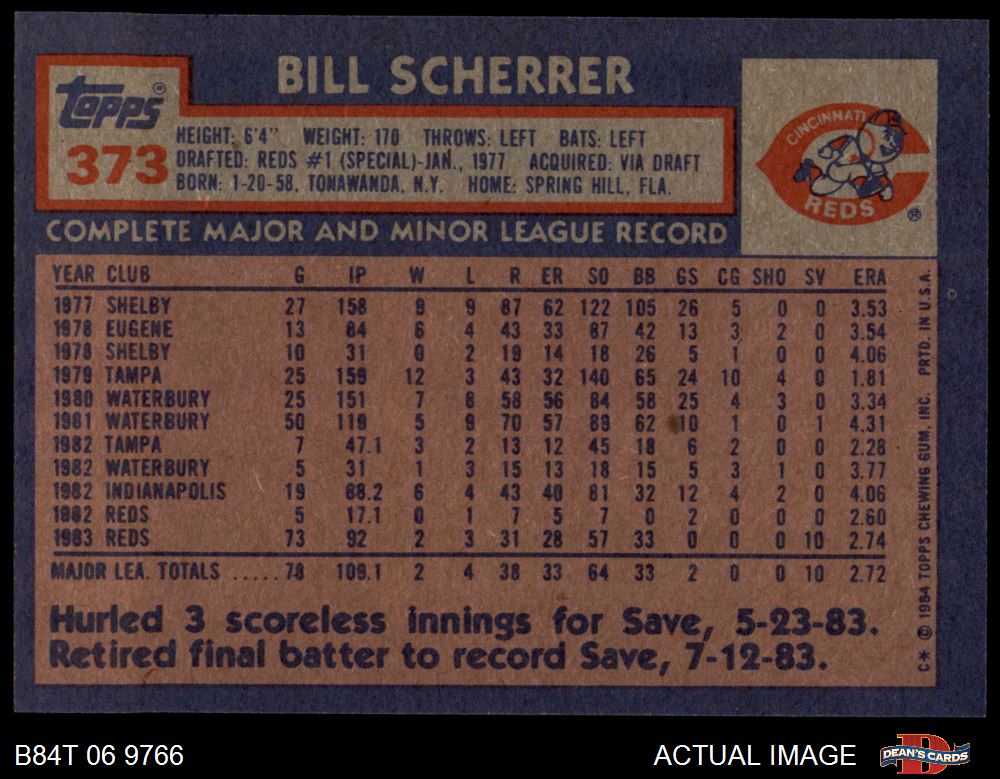 BILL SCHERRER
TOPPS®
373
HEIGHT: 6'4" WEIGHT: 170 THROWS: LEFT BATS: LEFT
DRAFTED: REDS #1 (SPECIAL)-JAN., 1977 ACQUIRED: VIA DRAFT
BORN: 1-20-58, TONAWANDA, N.Y. HOME: SPRING HILL, FLA.
CINCINNATI
REDS ®
COMPLETE MAJOR AND MINOR LEAGUE RECORD
YEAR CLUB G IP W L R ER SO BB GS CG SHO SV ERA
1977 SHELBY 27 158 9 9 87 62 122 105 26 5 0 0 3.53
1978 EUGENE 13 84 6 4 43 33 87 42 13 3 2 0 3.54
1978 SHELBY 10 31 0 2 19 14 18 26 5 1 0 0 4.06
1979 TAMPA 25 159 12 3 43 32 140 65 24 10 4 0 1.81
1980 WATERBURY 25 151 7 8 58 56 84 58 25 4 3 0 3.34
1981 WATERBURY 50 119 5 9 70 57 89 62 10 1 0 1 4.31
1982 TAMPA 7 47.1 3 2 13 12 45 18 6 2 0 0 2.28
1982 WATERBURY 5 31 1 3 15 13 18 15 5 3 1 0 3.77
1982 INDIANAPOLIS 19 88.2 6 4 43 40 81 32 12 4 2 0 4.06
1982 REDS 5 17.1 0 1 7 5 7 0 2 0 0 0 2.60
1983 REDS 73 92 2 3 31 28 57 33 0 0 0 10 2.74
MAJOR LEA. TOTALS ..... 78 109.1 2 4 38 33 64 33 2 0 0 10 2.72
Hurled 3 scoreless innings for Save, 5-23-83.
Retired final batter to record Save, 7-12-83.
C* © 1984 TOPPS CHEWING GUM, INC. PRTD. IN U.S.A.
B84T 06 9766
ACTUAL IMAGE
DEAN'S CARDS